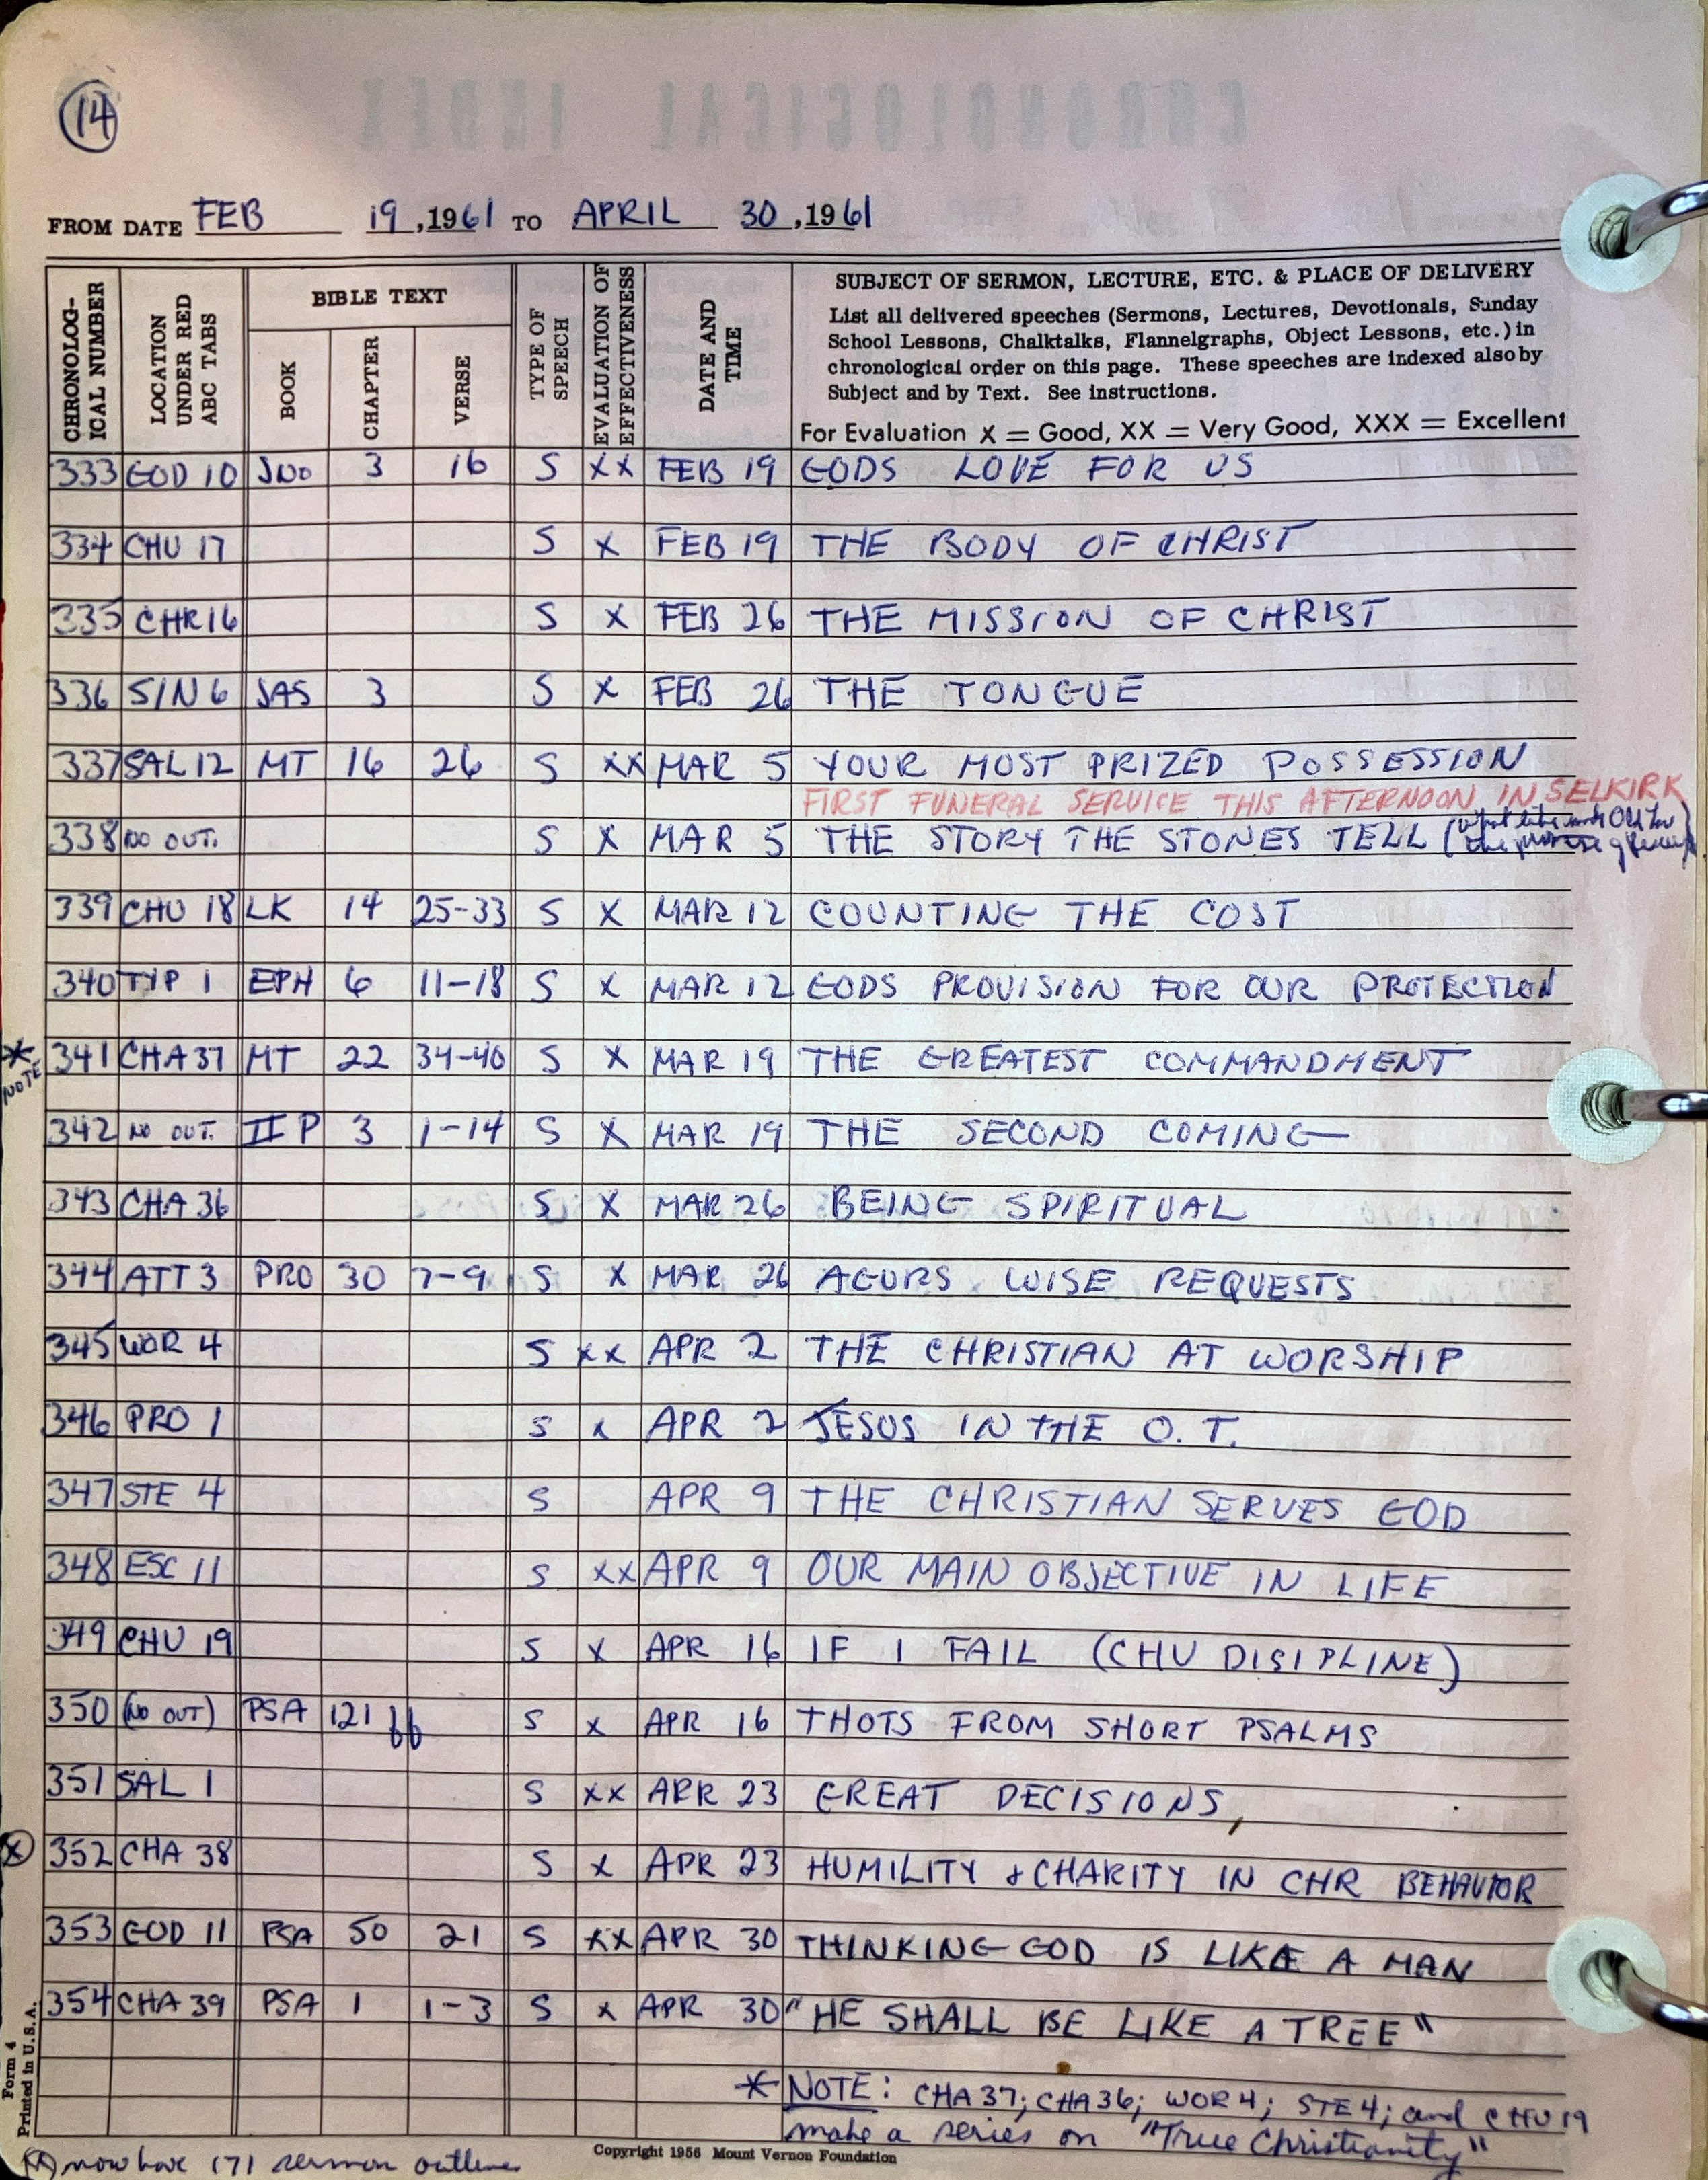 14
FROM DATE FEB 19, 1961 TO APRIL 30, 1961
CHRONOLOG-ICAL NUMBER
LOCATION UNDER RED ABC TABS
BIBLE TEXT
BOOK
CHAPTER
VERSE
TYPE OF SPEECH
EVALUATION OF EFFECTIVENESS
DATE AND TIME
SUBJECT OF SERMON, LECTURE, ETC. & PLACE OF DELIVERY
List all delivered speeches (Sermons, Lectures, Devotionals, Sunday
School Lessons, Chalktalks, Flannelgraphs, Object Lessons, etc.) in
chronological order on this page. These speeches are indexed also by
Subject and by Text. See instructions.
For Evaluation X = Good, XX = Very Good, XXX = Excellent
333 GOD 10 JNO 3 16 S XX FEB 19 GODS LOVE FOR US
334 CHU 17 S X FEB 19 THE BODY OF CHRIST
335 CHR 16 S X FEB 26 THE MISSION OF CHRIST
336 SIN 6 JAS 3 S X FEB 26 THE TONGUE
337 SAL 12 MT 16 26 S XX MAR 5 YOUR MOST PRIZED POSSESSION
FIRST FUNERAL SERVICE THIS AFTERNOON IN SELKIRK
338 NO OUT. S X MAR 5 THE STORY THE STONES TELL
339 CHU 18 LK 14 25-33 S X MAR 12 COUNTING THE COST
340 TYP 1 EPH 6 11-18 S X MAR 12 GODS PROVISION FOR OUR PROTECTION
* NOTE 341 CHA 37 MT 22 34-40 S X MAR 19 THE GREATEST COMMANDMENT
342 NO OUT. II P 3 1-14 S X MAR 19 THE SECOND COMING
343 CHA 36 S X MAR 26 BEING SPIRITUAL
344 ATT 3 PRO 30 7-9 S X MAR 26 AGURS WISE REQUESTS
345 WOR 4 S XX APR 2 THE CHRISTIAN AT WORSHIP
346 PRO 1 S X APR 2 JESUS IN THE O. T.
347 STE 4 S APR 9 THE CHRISTIAN SERVES GOD
348 ESC 11 S XX APR 9 OUR MAIN OBJECTIVE IN LIFE
349 CHU 19 S X APR 16 IF I FAIL (CHU DISIPLINE)
350 (NO OUT) PSA 121 ff S X APR 16 THOTS FROM SHORT PSALMS
351 SAL 1 S XX APR 23 GREAT DECISIONS,
(X) 352 CHA 38 S X APR 23 HUMILITY & CHARITY IN CHR BEHAVIOR
353 GOD 11 PSA 50 21 S XX APR 30 THINKING GOD IS LIKE A MAN
354 CHA 39 PSA 1 1-3 S X APR 30 "HE SHALL BE LIKE A TREE"
* NOTE: CHA 37; CHA 36; WOR 4; STE 4; and CHU 19
make a series on "True Christianity"
Form 4
Printed in U.S.A.
Copyright 1956 Mount Vernon Foundation
(X) now have 171 sermon outlines